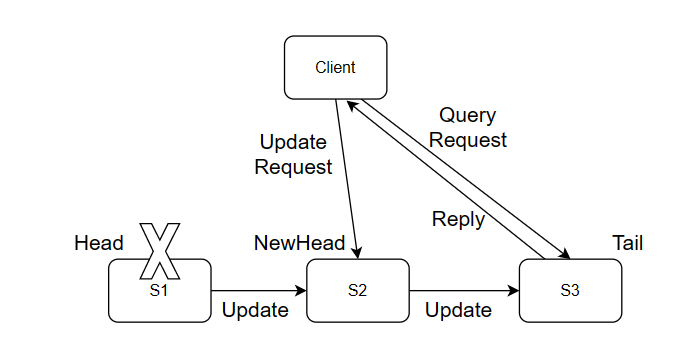 Client
Query
Request
Update
Request
Reply
Head
NewHead
Tail
S1
S2
S3
Update
Update